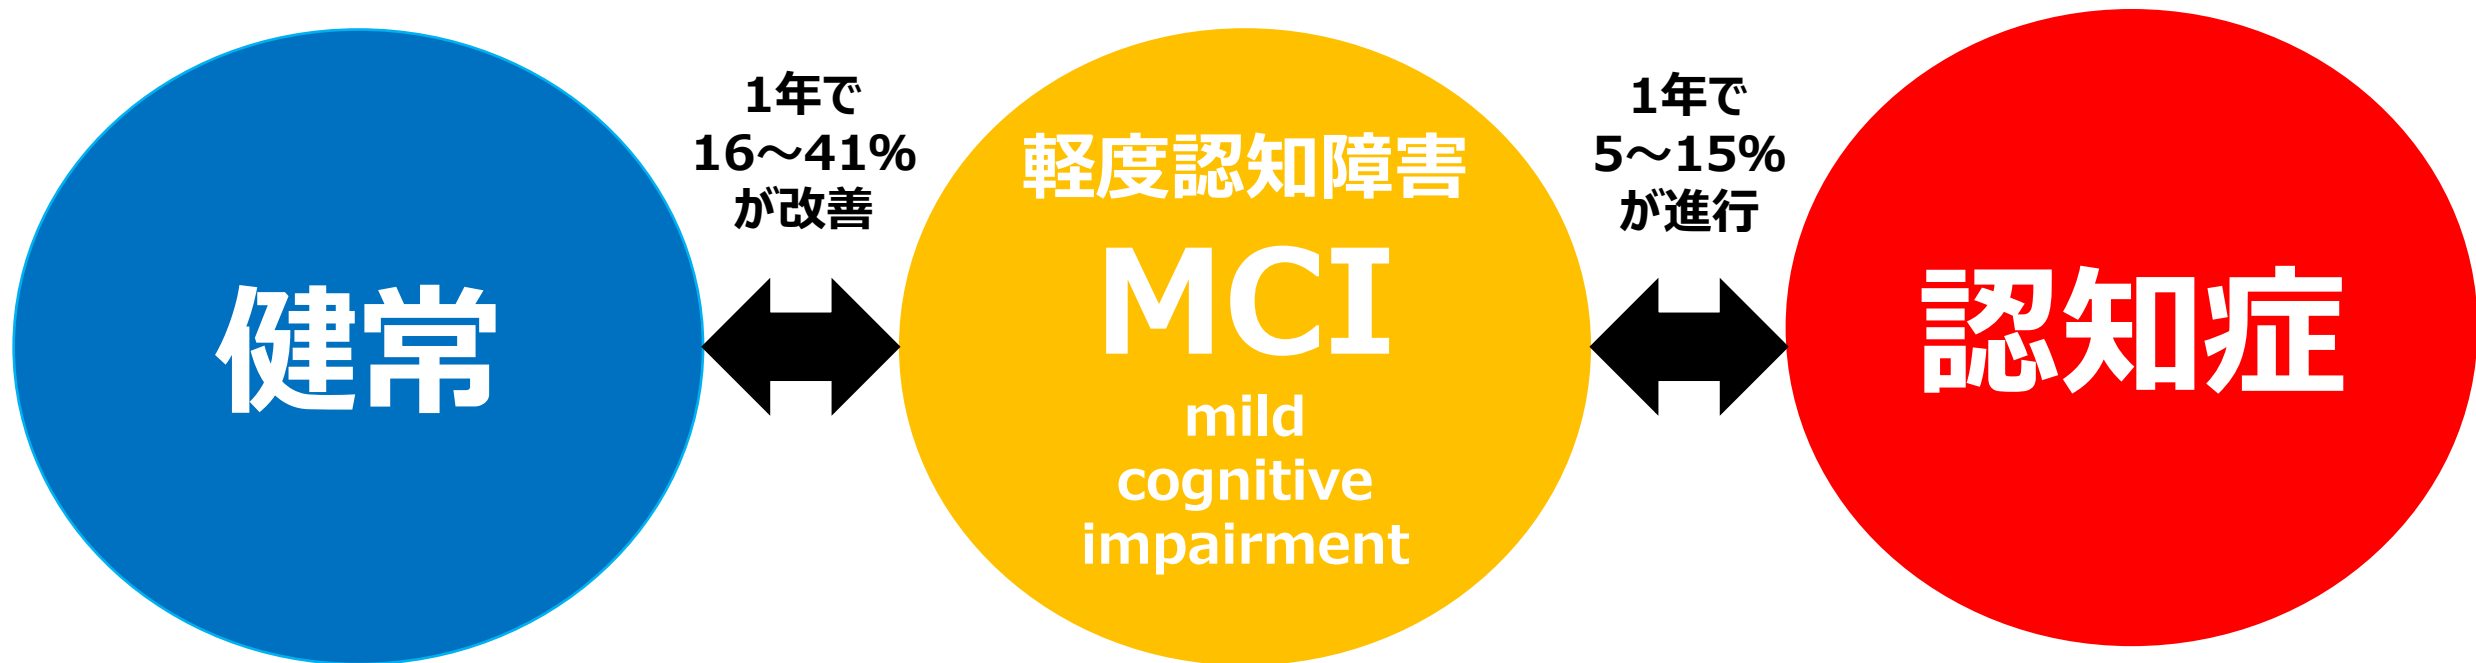 健常
1年で
16～41%
が改善
軽度認知障害
MCI
mild
cognitive
impairment
1年で
5～15%
が進行
認知症